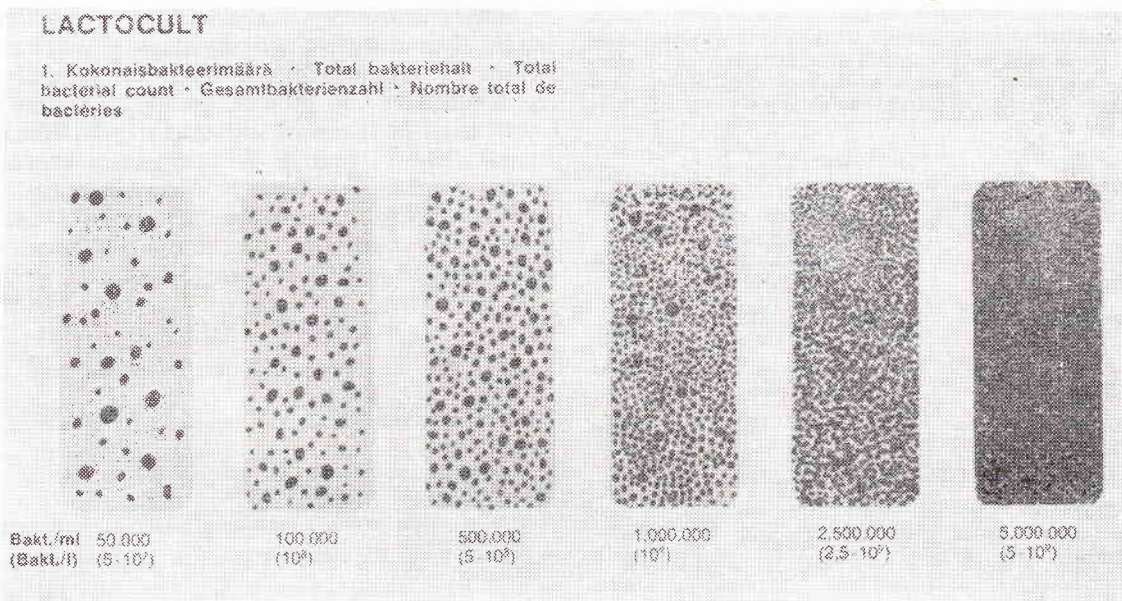 LACTOCULT
1. Kokonaisbakteerimäärä · Total bakteriehalt · Total
bacterial count · Gesamtbakterienzahl · Nombre total de
bactéries
Bakt./ml 50.000 100.000 500.000 1.000.000 2.500.000 5.000.000
(Bakt./l) (5·10⁷) (10⁸) (5·10⁸) (10⁹) (2,5·10⁹) (5·10⁹)